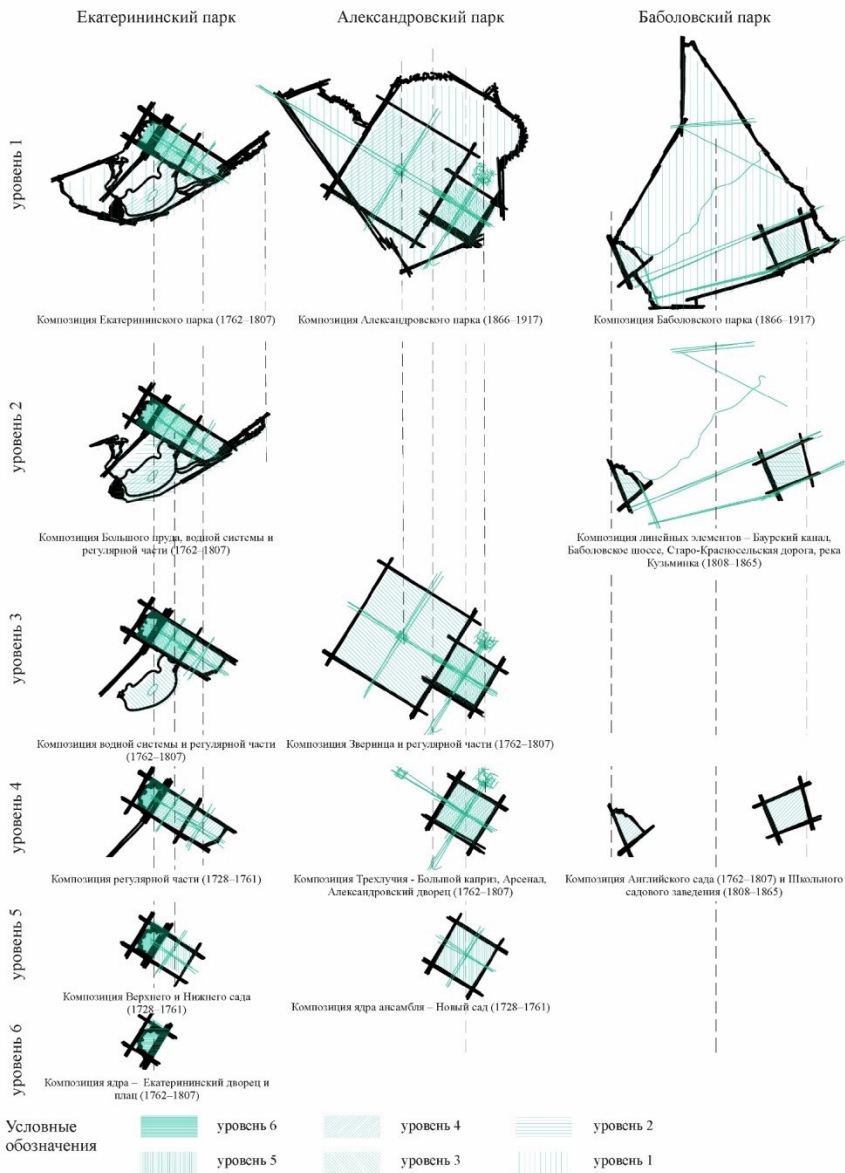 Екатерининский парк
Александровский парк
Баболовский парк
уровень 1
Композиция Екатерининского парка (1762–1807)
Композиция Александровского парка (1866–1917)
Композиция Баболовского парка (1866–1917)
уровень 2
Композиция Большого пруда, водной системы и
регулярной части (1762–1807)
Композиция линейных элементов – Баурский канал,
Баболовское шоссе, Старо-Красносельская дорога, река
Кузьминка (1808–1865)
уровень 3
Композиция водной системы и регулярной части
(1762–1807)
Композиция Зверинца и регулярной части (1762–1807)
уровень 4
Композиция регулярной части (1728–1761)
Композиция Трехлучия - Большой каприз, Арсенал,
Александровский дворец (1762–1807)
Композиция Английского сада (1762–1807) и Школьного
садового заведения (1808–1865)
уровень 5
Композиция Верхнего и Нижнего сада
(1728–1761)
Композиция ядра ансамбля – Новый сад (1728–1761)
уровень 6
Композиция ядра – Екатерининский дворец и
плац (1762–1807)
Условные
обозначения
уровень 6
уровень 4
уровень 2
уровень 5
уровень 3
уровень 1